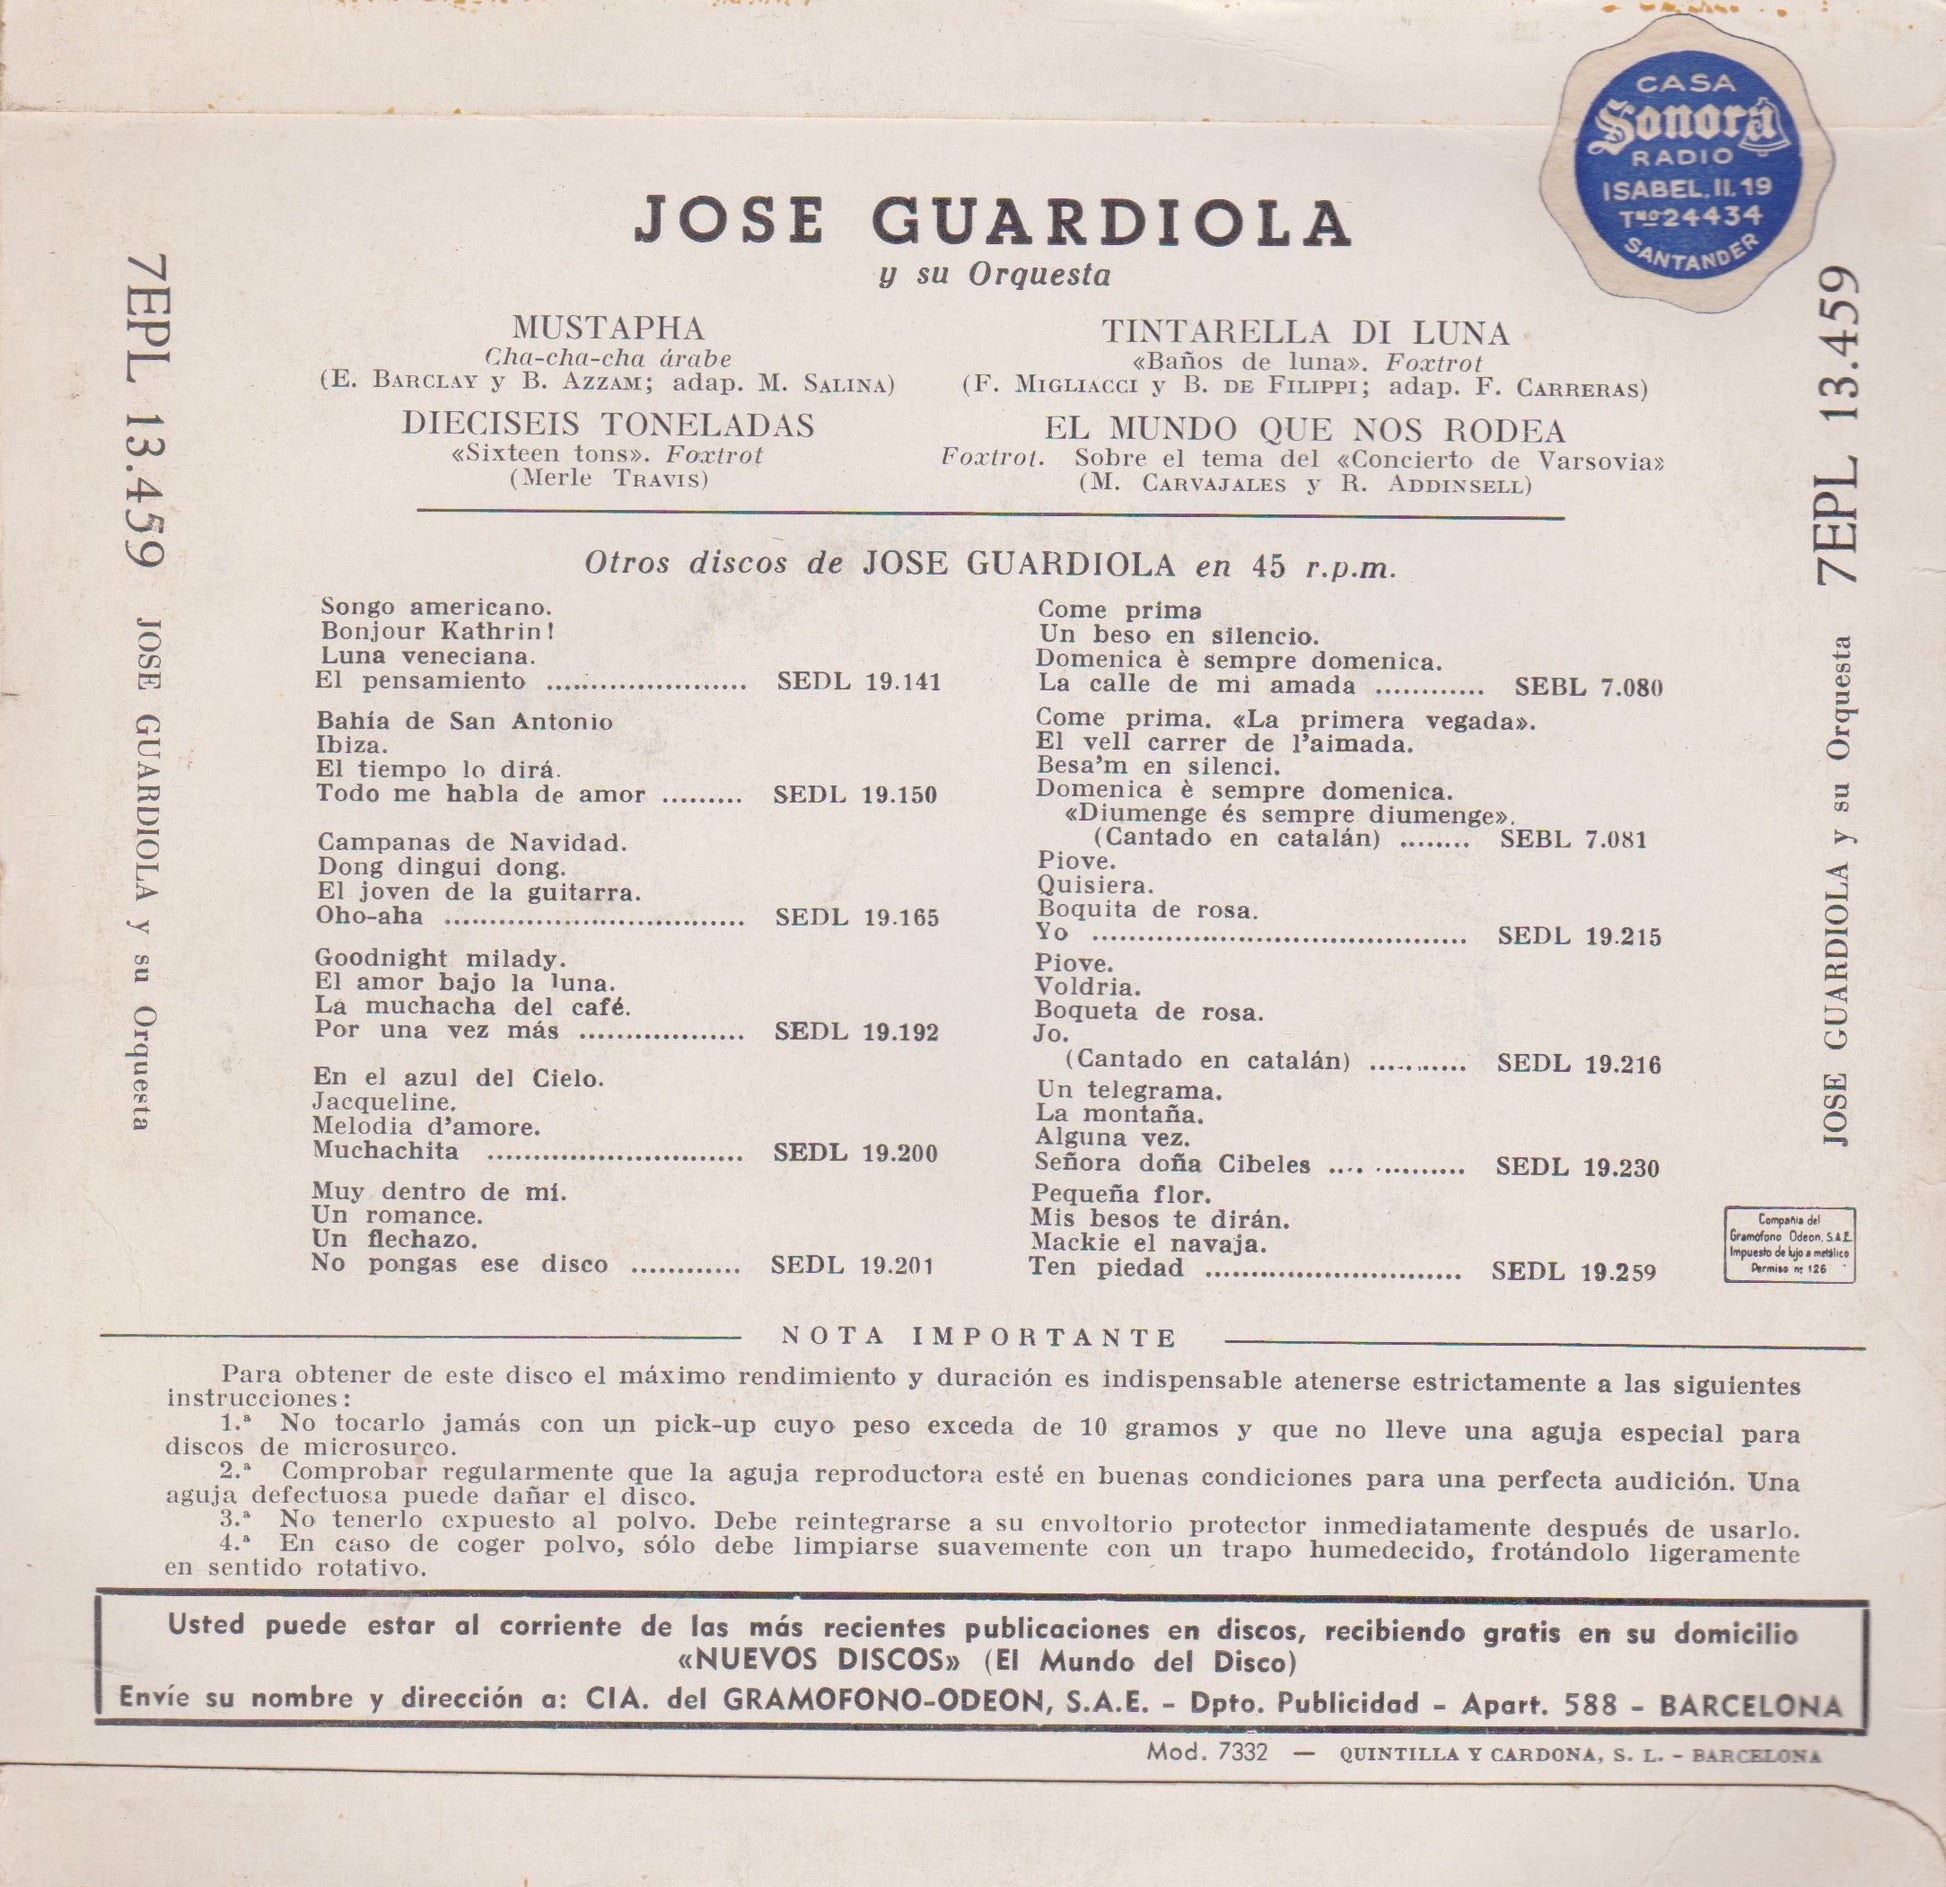 CASA
Sonora
RADIO
ISABEL. II. 19
Tno 24434
SANTANDER
JOSE GUARDIOLA
y su Orquesta
MUSTAPHA
Cha-cha-cha árabe
(E. BARCLAY y B. AZZAM; adap. M. SALINA)
DIECISEIS TONELADAS
«Sixteen tons». Foxtrot
(Merle TRAVIS)
TINTARELLA DI LUNA
«Baños de luna». Foxtrot
(F. MIGLIACCI y B. DE FILIPPI; adap. F. CARRERAS)
EL MUNDO QUE NOS RODEA
Foxtrot. Sobre el tema del «Concierto de Varsovia»
(M. CARVAJALES y R. ADDINSELL)
7EPL 13.459 JOSE GUARDIOLA y su Orquesta
Otros discos de JOSE GUARDIOLA en 45 r.p.m.
Songo americano.
Bonjour Kathrin!
Luna veneciana.
El pensamiento ...................... SEDL 19.141
Bahía de San Antonio
Ibiza.
El tiempo lo dirá.
Todo me habla de amor ......... SEDL 19.150
Campanas de Navidad.
Dong dingui dong.
El joven de la guitarra.
Oho-aha ................................. SEDL 19.165
Goodnight milady.
El amor bajo la luna.
La muchacha del café.
Por una vez más .................. SEDL 19.192
En el azul del Cielo.
Jacqueline.
Melodia d'amore.
Muchachita ............................ SEDL 19.200
Muy dentro de mí.
Un romance.
Un flechazo.
No pongas ese disco ............ SEDL 19.201
Come prima
Un beso en silencio.
Domenica è sempre domenica.
La calle de mi amada ............ SEBL 7.080
Come prima. «La primera vegada».
El vell carrer de l'aimada.
Besa'm en silenci.
Domenica è sempre domenica.
«Diumenge és sempre diumenge».
(Cantado en catalán) ........ SEBL 7.081
Piove.
Quisiera.
Boquita de rosa.
Yo ......................................... SEDL 19.215
Piove.
Voldria.
Boqueta de rosa.
Jo.
(Cantado en catalán) ........... SEDL 19.216
Un telegrama.
La montaña.
Alguna vez.
Señora doña Cibeles .............. SEDL 19.230
Pequeña flor.
Mis besos te dirán.
Mackie el navaja.
Ten piedad ............................ SEDL 19.259
7EPL 13.459 JOSE GUARDIOLA y su Orquesta
Compañia del
Gramófono Odeon, S.A.E.
Impuesto de lujo a metálico
Permiso nº 126
NOTA IMPORTANTE
Para obtener de este disco el máximo rendimiento y duración es indispensable atenerse estrictamente a las siguientes
instrucciones:
1.ª No tocarlo jamás con un pick-up cuyo peso exceda de 10 gramos y que no lleve una aguja especial para
discos de microsurco.
2.ª Comprobar regularmente que la aguja reproductora esté en buenas condiciones para una perfecta audición. Una
aguja defectuosa puede dañar el disco.
3.ª No tenerlo expuesto al polvo. Debe reintegrarse a su envoltorio protector inmediatamente después de usarlo.
4.ª En caso de coger polvo, sólo debe limpiarse suavemente con un trapo humedecido, frotándolo ligeramente
en sentido rotativo.
Usted puede estar al corriente de las más recientes publicaciones en discos, recibiendo gratis en su domicilio
«NUEVOS DISCOS» (El Mundo del Disco)
Envíe su nombre y dirección a: CIA. del GRAMOFONO-ODEON, S.A.E. - Dpto. Publicidad - Apart. 588 - BARCELONA
Mod. 7332 — QUINTILLA Y CARDONA, S. L. - BARCELONA